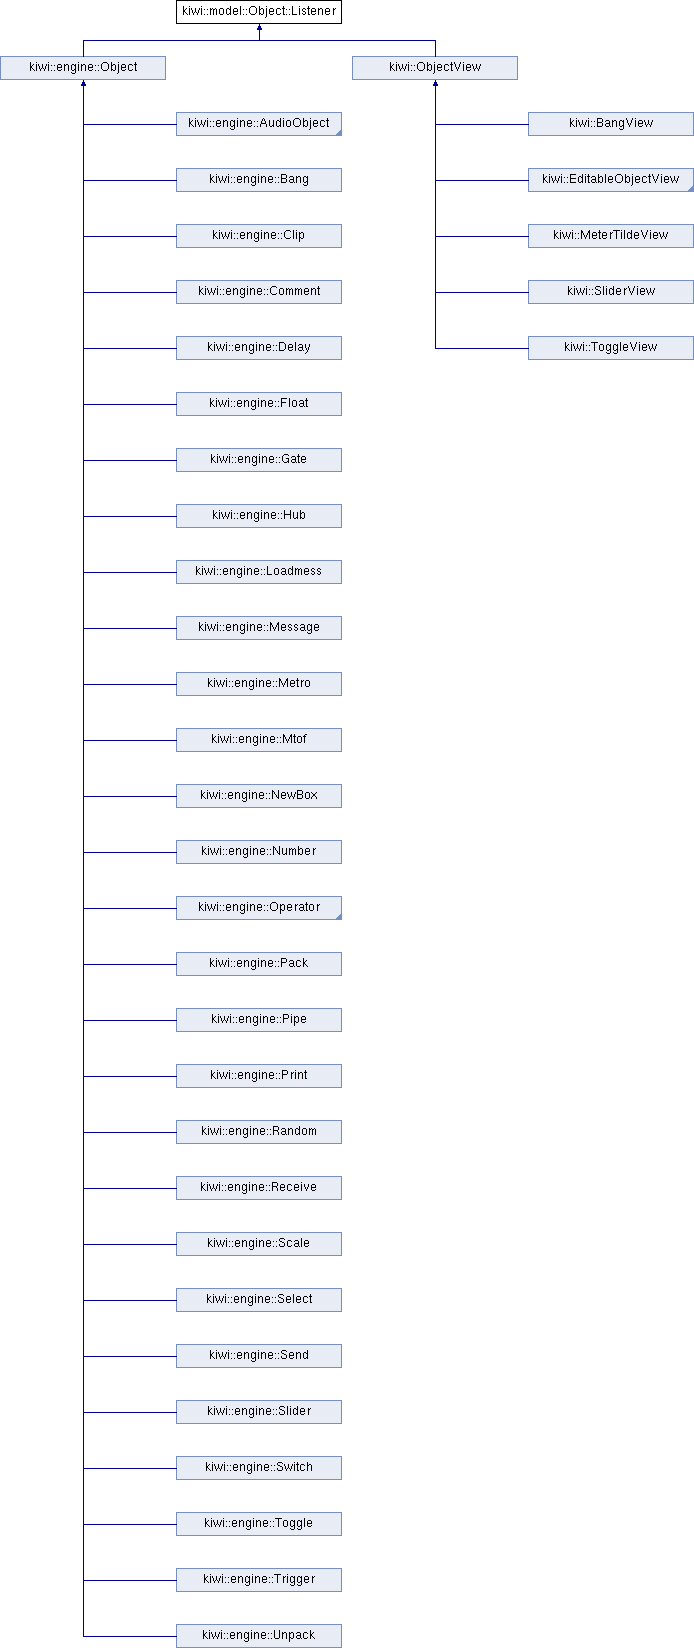 kiwi::model::Object::Listener
kiwi::engine::Object
kiwi::ObjectView
kiwi::engine::AudioObject
kiwi::BangView
kiwi::engine::Bang
kiwi::EditableObjectView
kiwi::engine::Clip
kiwi::MeterTildeView
kiwi::engine::Comment
kiwi::SliderView
kiwi::engine::Delay
kiwi::ToggleView
kiwi::engine::Float
kiwi::engine::Gate
kiwi::engine::Hub
kiwi::engine::Loadmess
kiwi::engine::Message
kiwi::engine::Metro
kiwi::engine::Mtof
kiwi::engine::NewBox
kiwi::engine::Number
kiwi::engine::Operator
kiwi::engine::Pack
kiwi::engine::Pipe
kiwi::engine::Print
kiwi::engine::Random
kiwi::engine::Receive
kiwi::engine::Scale
kiwi::engine::Select
kiwi::engine::Send
kiwi::engine::Slider
kiwi::engine::Switch
kiwi::engine::Toggle
kiwi::engine::Trigger
kiwi::engine::Unpack